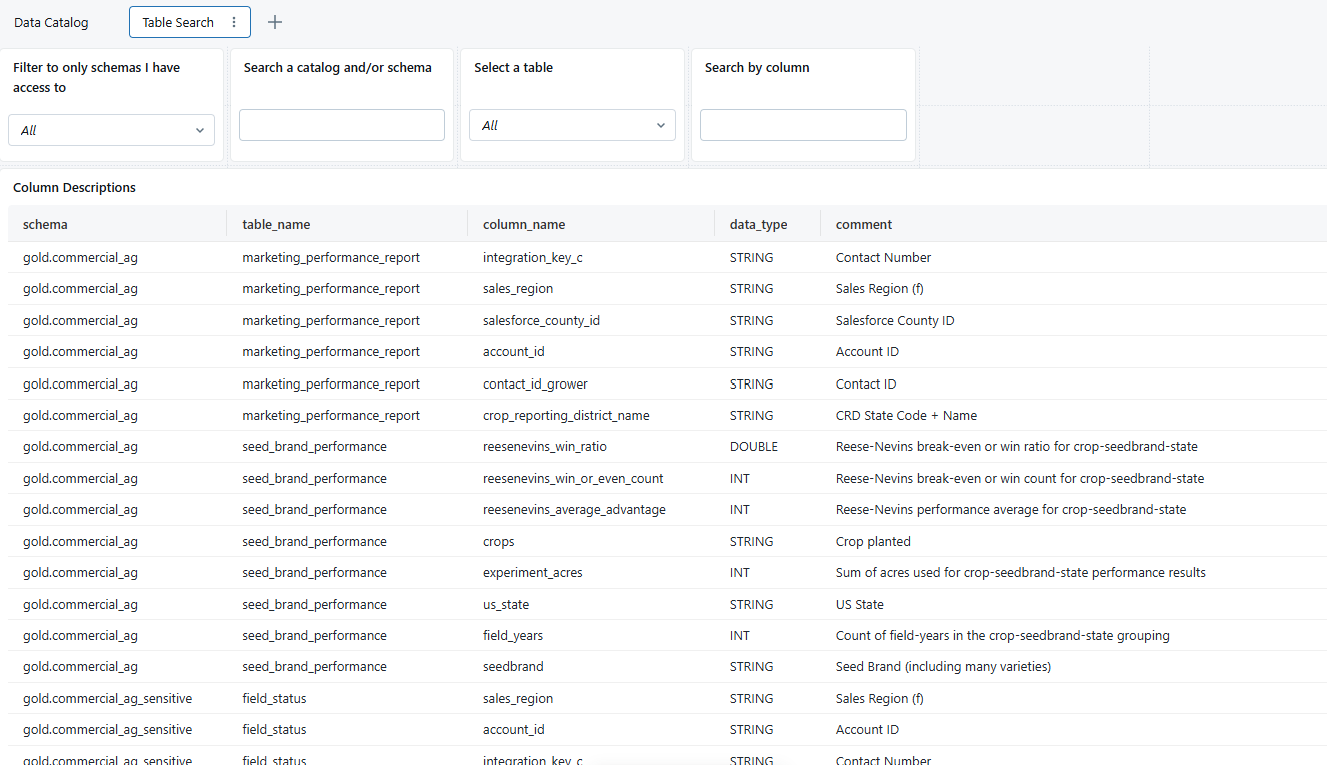 Data Catalog Table Search
Filter to only schemas I have access to
All
Search a catalog and/or schema
Select a table
All
Search by column
Column Descriptions
schema table_name column_name data_type comment
gold.commercial_ag marketing_performance_report integration_key_c STRING Contact Number
gold.commercial_ag marketing_performance_report sales_region STRING Sales Region (f)
gold.commercial_ag marketing_performance_report salesforce_county_id STRING Salesforce County ID
gold.commercial_ag marketing_performance_report account_id STRING Account ID
gold.commercial_ag marketing_performance_report contact_id_grower STRING Contact ID
gold.commercial_ag marketing_performance_report crop_reporting_district_name STRING CRD State Code + Name
gold.commercial_ag seed_brand_performance reesenevins_win_ratio DOUBLE Reese-Nevins break-even or win ratio for crop-seedbrand-state
gold.commercial_ag seed_brand_performance reesenevins_win_or_even_count INT Reese-Nevins break-even or win count for crop-seedbrand-state
gold.commercial_ag seed_brand_performance reesenevins_average_advantage INT Reese-Nevins performance average for crop-seedbrand-state
gold.commercial_ag seed_brand_performance crops STRING Crop planted
gold.commercial_ag seed_brand_performance experiment_acres INT Sum of acres used for crop-seedbrand-state performance results
gold.commercial_ag seed_brand_performance us_state STRING US State
gold.commercial_ag seed_brand_performance field_years INT Count of field-years in the crop-seedbrand-state grouping
gold.commercial_ag seed_brand_performance seedbrand STRING Seed Brand (including many varieties)
gold.commercial_ag_sensitive field_status sales_region STRING Sales Region (f)
gold.commercial_ag_sensitive field_status account_id STRING Account ID
gold.commercial_ag_sensitive field_status integration_key_c STRING Contact Number